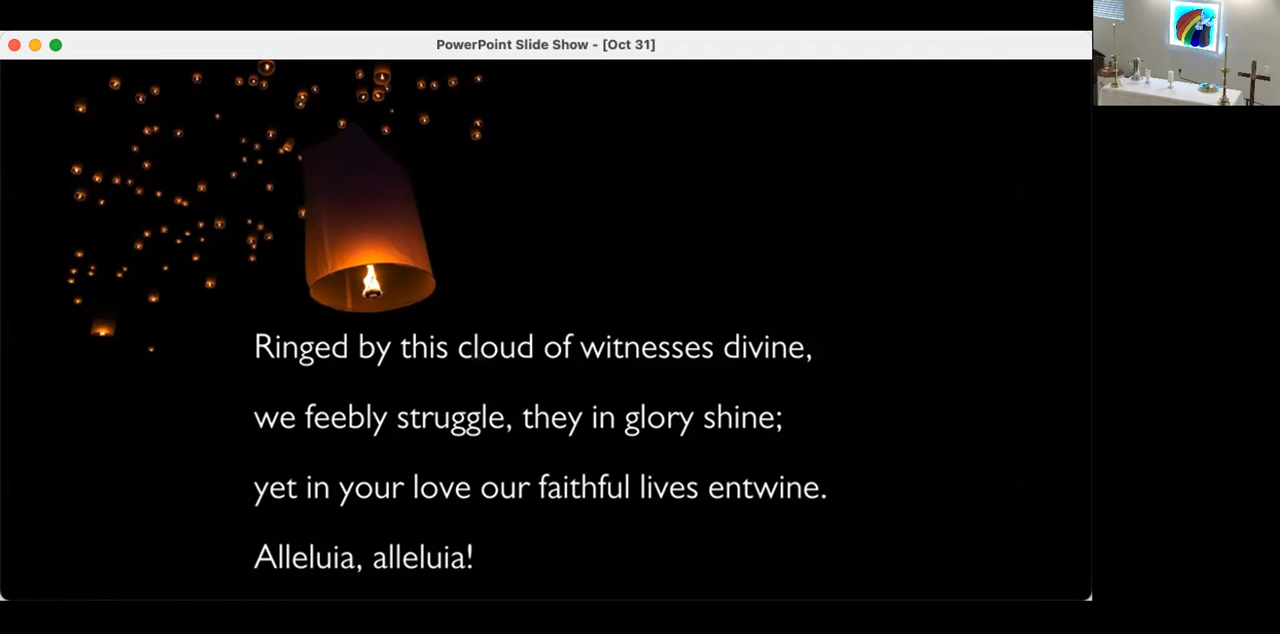 PowerPoint Slide Show - [Oct 31]
Ringed by this cloud of witnesses divine,
we feebly struggle, they in glory shine;
yet in your love our faithful lives entwine.
Alleluia, alleluia!